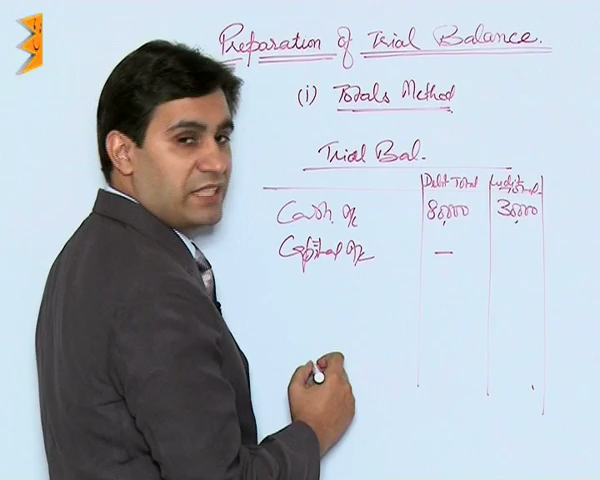 Preparation of Trial Balance.
(i) Totals Method
Trial Bal.
Debit Total Credit Total
Cash A/c 80,000 30,000
Capital A/c —